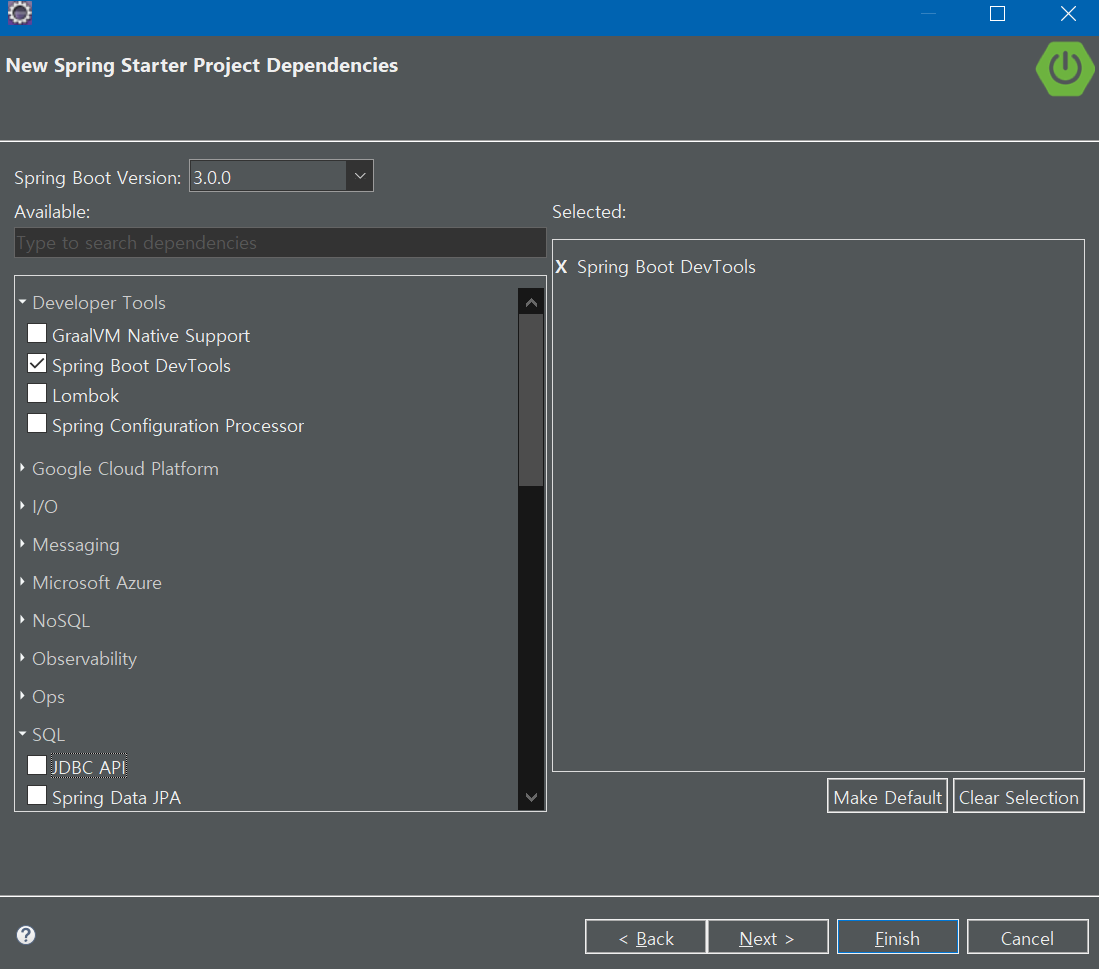 New Spring Starter Project Dependencies
Spring Boot Version: 3.0.0
Available:
Type to search dependencies
Developer Tools
GraalVM Native Support
Spring Boot DevTools
Lombok
Spring Configuration Processor
Google Cloud Platform
I/O
Messaging
Microsoft Azure
NoSQL
Observability
Ops
SQL
JDBC API
Spring Data JPA
Selected:
X Spring Boot DevTools
Make Default
Clear Selection
?
< Back
Next >
Finish
Cancel